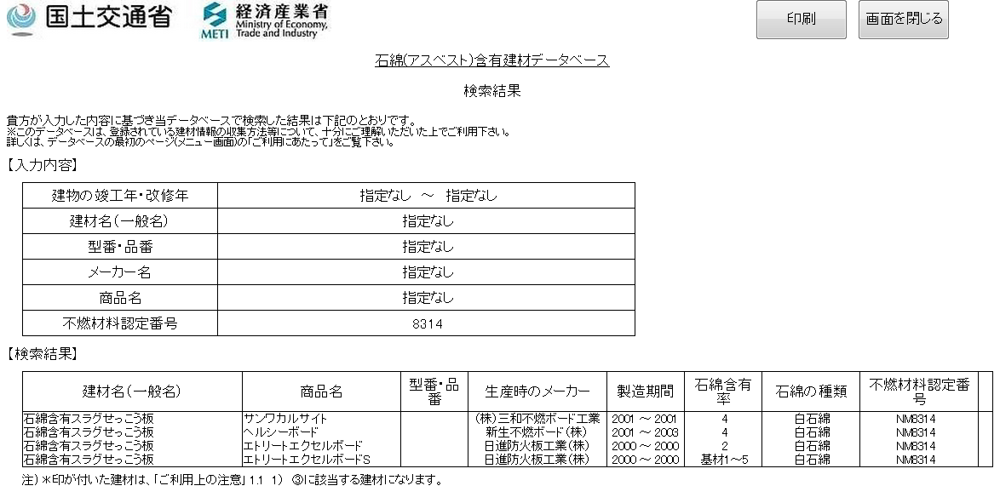 国土交通省
METI 経済産業省
Ministry of Economy,
Trade and Industry
印刷 画面を閉じる
石綿(アスベスト)含有建材データベース
検索結果
貴方が入力した内容に基づき当データベースで検索した結果は下記のとおりです。
※このデータベースは、登録されている建材情報の収集方法等について、十分にご理解いただいた上でご利用下さい。
詳しくは、データベースの最初のページ(メニュー画面)の「ご利用にあたって」をご覧下さい。
【入力内容】
建物の竣工年・改修年 指定なし ～ 指定なし
建材名(一般名) 指定なし
型番・品番 指定なし
メーカー名 指定なし
商品名 指定なし
不燃材料認定番号 8314
【検索結果】
建材名(一般名) 商品名 型番・品番 生産時のメーカー 製造期間 石綿含有率 石綿の種類 不燃材料認定番号
石綿含有スラグせっこう板 サンワカルサイト (株)三和不燃ボード工業 2001 ～ 2001 4 白石綿 NM8314
石綿含有スラグせっこう板 ヘルシーボード 新生不燃ボード(株) 2001 ～ 2003 4 白石綿 NM8314
石綿含有スラグせっこう板 エトリートエクセルボード 日進防火板工業(株) 2000 ～ 2000 2 白石綿 NM8314
石綿含有スラグせっこう板 エトリートエクセルボードS 日進防火板工業(株) 2000 ～ 2000 基材1～5 白石綿 NM8314
注) ＊印が付いた建材は、「ご利用上の注意」 1.1 1) ③に該当する建材になります。